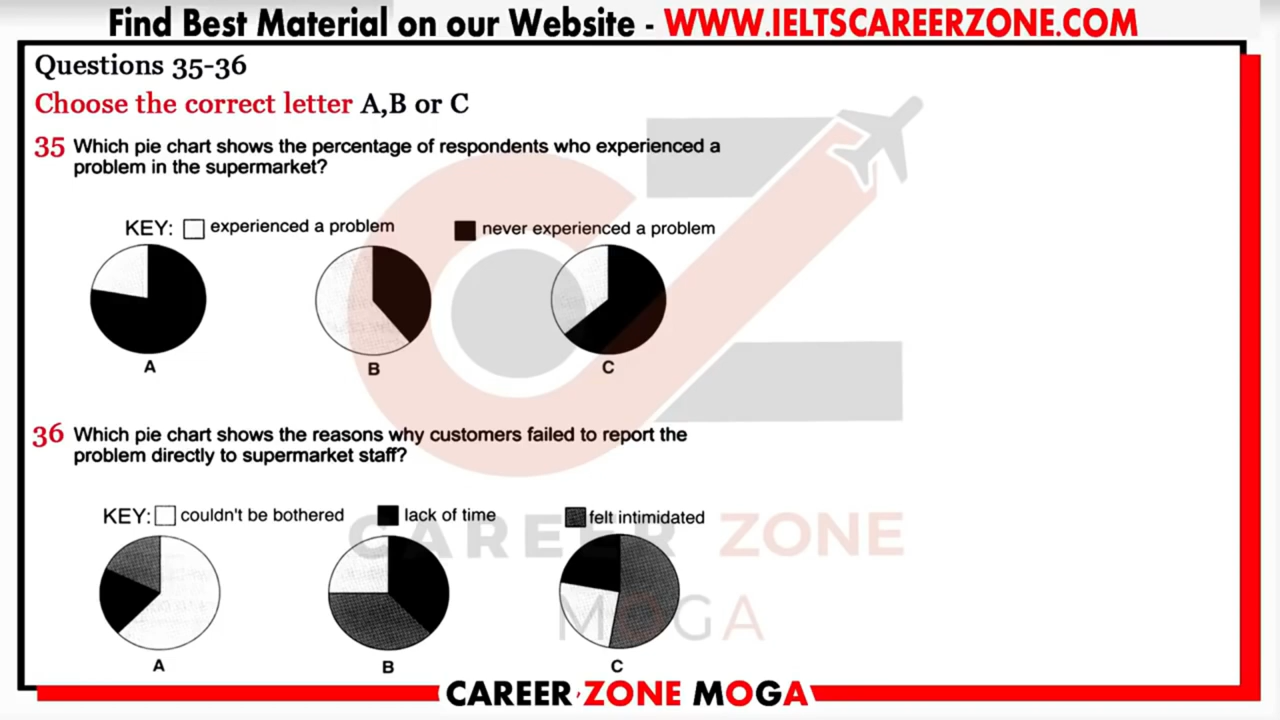 Find Best Material on our Website - WWW.IELTSCAREERZONE.COM
Questions 35-36
Choose the correct letter A,B or C
35 Which pie chart shows the percentage of respondents who experienced a
problem in the supermarket?
KEY: experienced a problem never experienced a problem
A B C
36 Which pie chart shows the reasons why customers failed to report the
problem directly to supermarket staff?
KEY: couldn't be bothered lack of time felt intimidated
CAREER ZONE
MOGA
A B C
CAREER ZONE MOGA